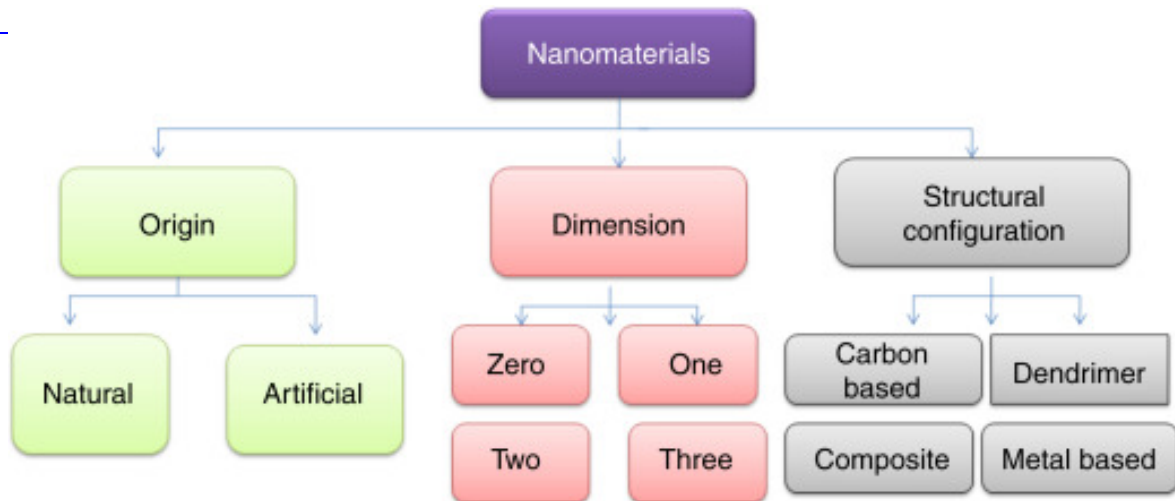 Nanomaterials
Origin
Dimension
Structural
configuration
Natural
Artificial
Zero
One
Two
Three
Carbon
based
Dendrimer
Composite
Metal based